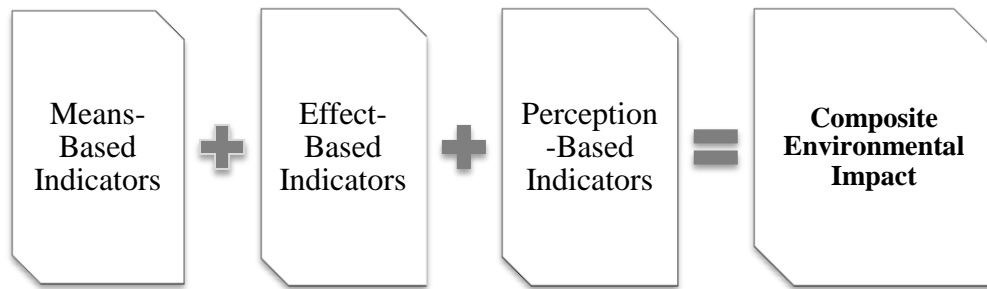 Means-
Based
Indicators
Effect-
Based
Indicators
Perception
-Based
Indicators
Composite
Environmental
Impact